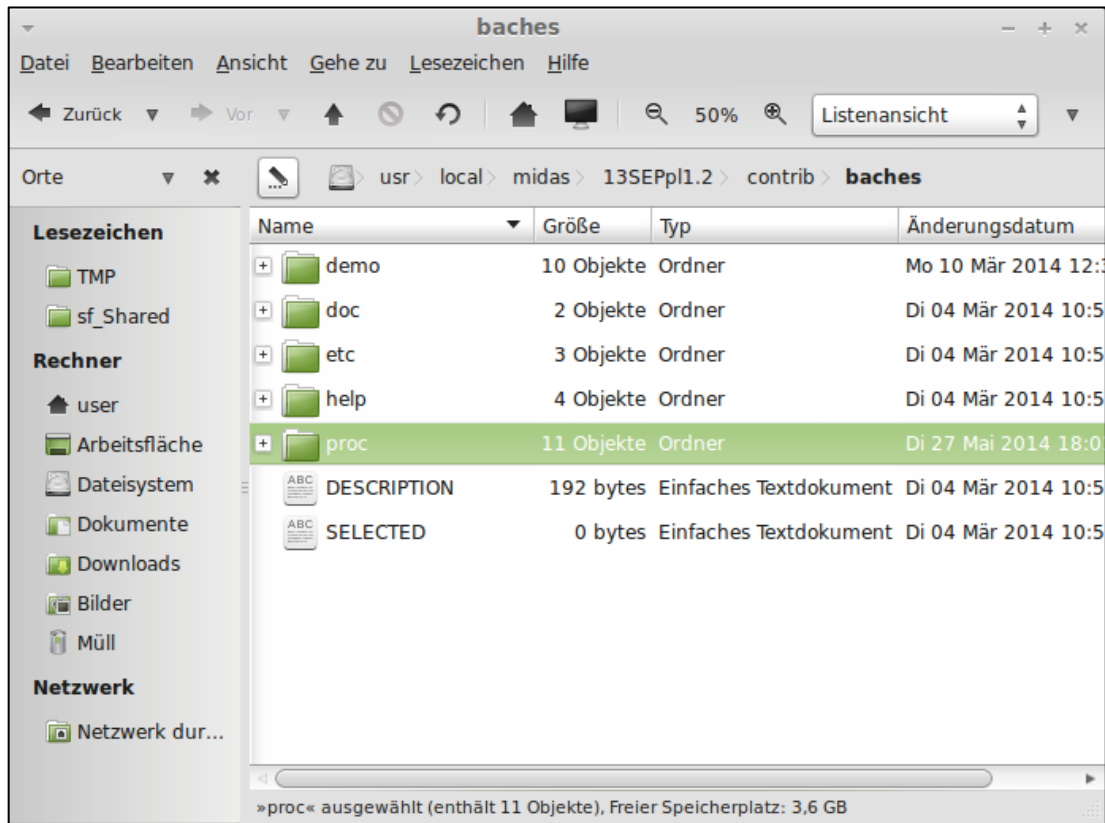 baches
Datei Bearbeiten Ansicht Gehe zu Lesezeichen Hilfe
Zurück Vor 50% Listenansicht
Orte usr local midas 13SEPpl1.2 contrib baches
Name Größe Typ Änderungsdatum
Lesezeichen
TMP
sf_Shared
Rechner
user
Arbeitsfläche
Dateisystem
Dokumente
Downloads
Bilder
Müll
Netzwerk
Netzwerk dur...
demo 10 Objekte Ordner Mo 10 Mär 2014 12:3
doc 2 Objekte Ordner Di 04 Mär 2014 10:5
etc 3 Objekte Ordner Di 04 Mär 2014 10:5
help 4 Objekte Ordner Di 04 Mär 2014 10:5
proc 11 Objekte Ordner Di 27 Mai 2014 18:0
ABC DESCRIPTION 192 bytes Einfaches Textdokument Di 04 Mär 2014 10:5
ABC SELECTED 0 bytes Einfaches Textdokument Di 04 Mär 2014 10:5
»proc« ausgewählt (enthält 11 Objekte), Freier Speicherplatz: 3,6 GB